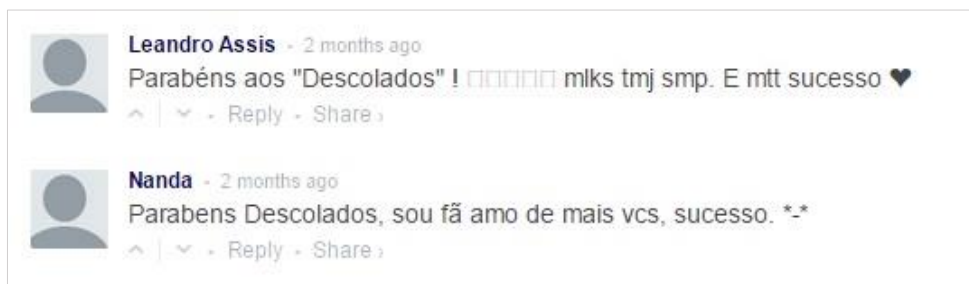 Leandro Assis - 2 months ago
Parabéns aos "Descolados" ! □□□□□ mlks tmj smp. E mtt sucesso ♥
Reply • Share ›
Nanda - 2 months ago
Parabens Descolados, sou fã amo de mais vcs, sucesso. *-*
Reply • Share ›